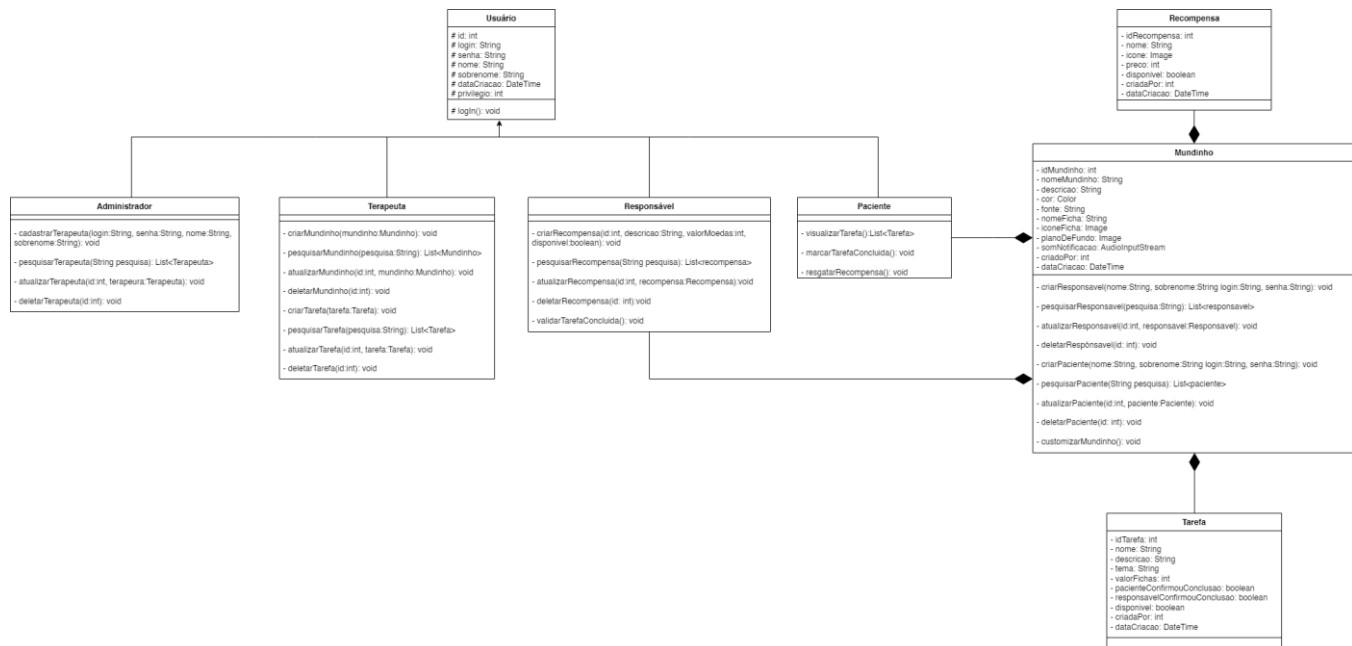 Usuário
# id: int
# login: String
# senha: String
# nome: String
# sobrenome: String
# dataCriacao: DateTime
# privilegio: int
# logIn(): void
Recompensa
- idRecompensa: int
- nome: String
- icone: Image
- preco: int
- disponivel: boolean
- criadaPor: int
- dataCriacao: DateTime
Administrador
- cadastrarTerapeuta(login:String, senha:String, nome:String,
sobrenome:String): void
- pesquisarTerapeuta(String pesquisa): List<Terapeuta>
- atualizarTerapeuta(id:int, terapeura:Terapeuta): void
- deletarTerapeuta(id:int): void
Terapeuta
- criarMundinho(mundinho:Mundinho): void
- pesquisarMundinho(pesquisa:String): List<Mundinho>
- atualizarMundinho(id:int, mundinho:Mundinho): void
- deletarMundinho(id:int): void
- criarTarefa(tarefa:Tarefa): void
- pesquisarTarefa(pesquisa:String): List<Tarefa>
- atualizarTarefa(id:int, tarefa:Tarefa): void
- deletarTarefa(id:int): void
Responsável
- criarRecompensa(id:int, descricao:String, valorMoedas:int,
disponivel:boolean): void
- pesquisarRecompensa(String pesquisa): List<recompensa>
- atualizarRecompensa(id:int, recompensa:Recompensa):void
- deletarRecompensa(id: int):void
- validarTarefaConcluida(): void
Paciente
- visualizarTarefa():List<Tarefa>
- marcarTarefaConcluida(): void
- resgatarRecompensa(): void
Mundinho
- idMundinho: int
- nomeMundinho: String
- descricao: String
- cor: Color
- fonte: String
- nomeFicha: String
- iconeFicha: Image
- planoDeFundo: Image
- somNotificacao: AudioInputStream
- criadoPor: int
- dataCriacao: DateTime
- criarResponsavel(nome:String, sobrenome:String login:String, senha:String): void
- pesquisarResponsavel(pesquisa:String): List<responsavel>
- atualizarResponsavel(id:int, responsavel:Responsavel): void
- deletarRespónsavel(id: int): void
- criarPaciente(nome:String, sobrenome:String login:String, senha:String): void
- pesquisarPaciente(String pesquisa): List<paciente>
- atualizarPaciente(id:int, paciente:Paciente): void
- deletarPaciente(id: int): void
- customizarMundinho(): void
Tarefa
- idTarefa: int
- nome: String
- descricao: String
- tema: String
- valorFichas: int
- pacienteConfirmouConclusao: boolean
- responsavelConfirmouConclusao: boolean
- disponivel: boolean
- criadaPor: int
- dataCriacao: DateTime